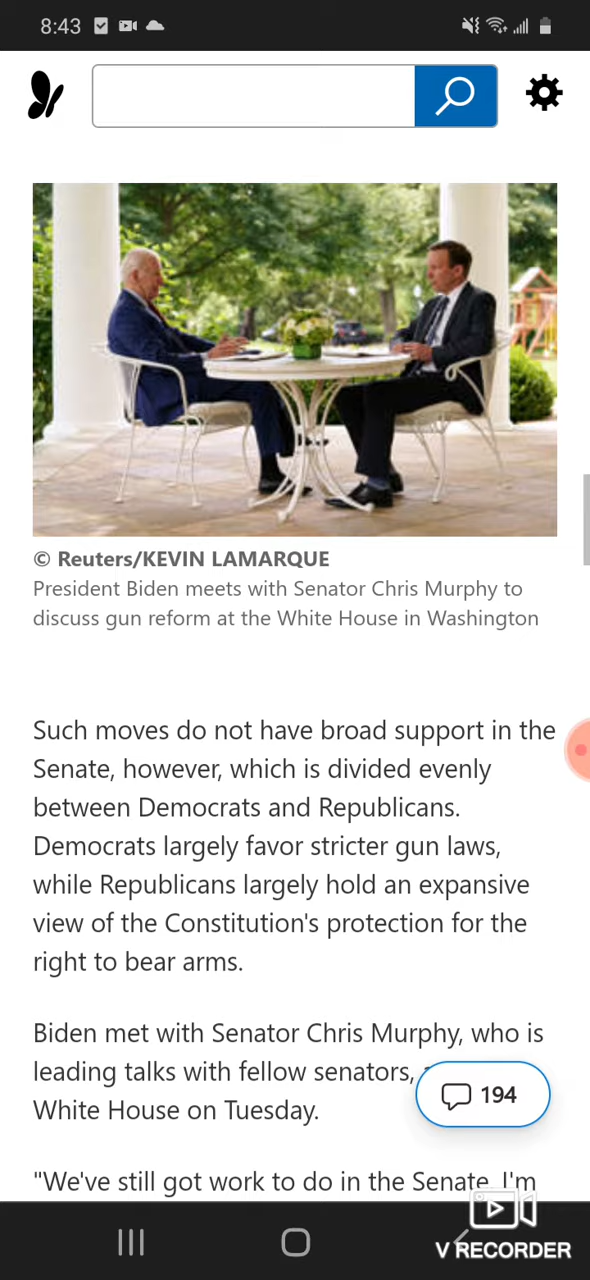 8:43
© Reuters/KEVIN LAMARQUE
President Biden meets with Senator Chris Murphy to
discuss gun reform at the White House in Washington
Such moves do not have broad support in the
Senate, however, which is divided evenly
between Democrats and Republicans.
Democrats largely favor stricter gun laws,
while Republicans largely hold an expansive
view of the Constitution's protection for the
right to bear arms.
Biden met with Senator Chris Murphy, who is
leading talks with fellow senators,
194
White House on Tuesday.
"We've still got work to do in the Senate, I'm
V RECORDER